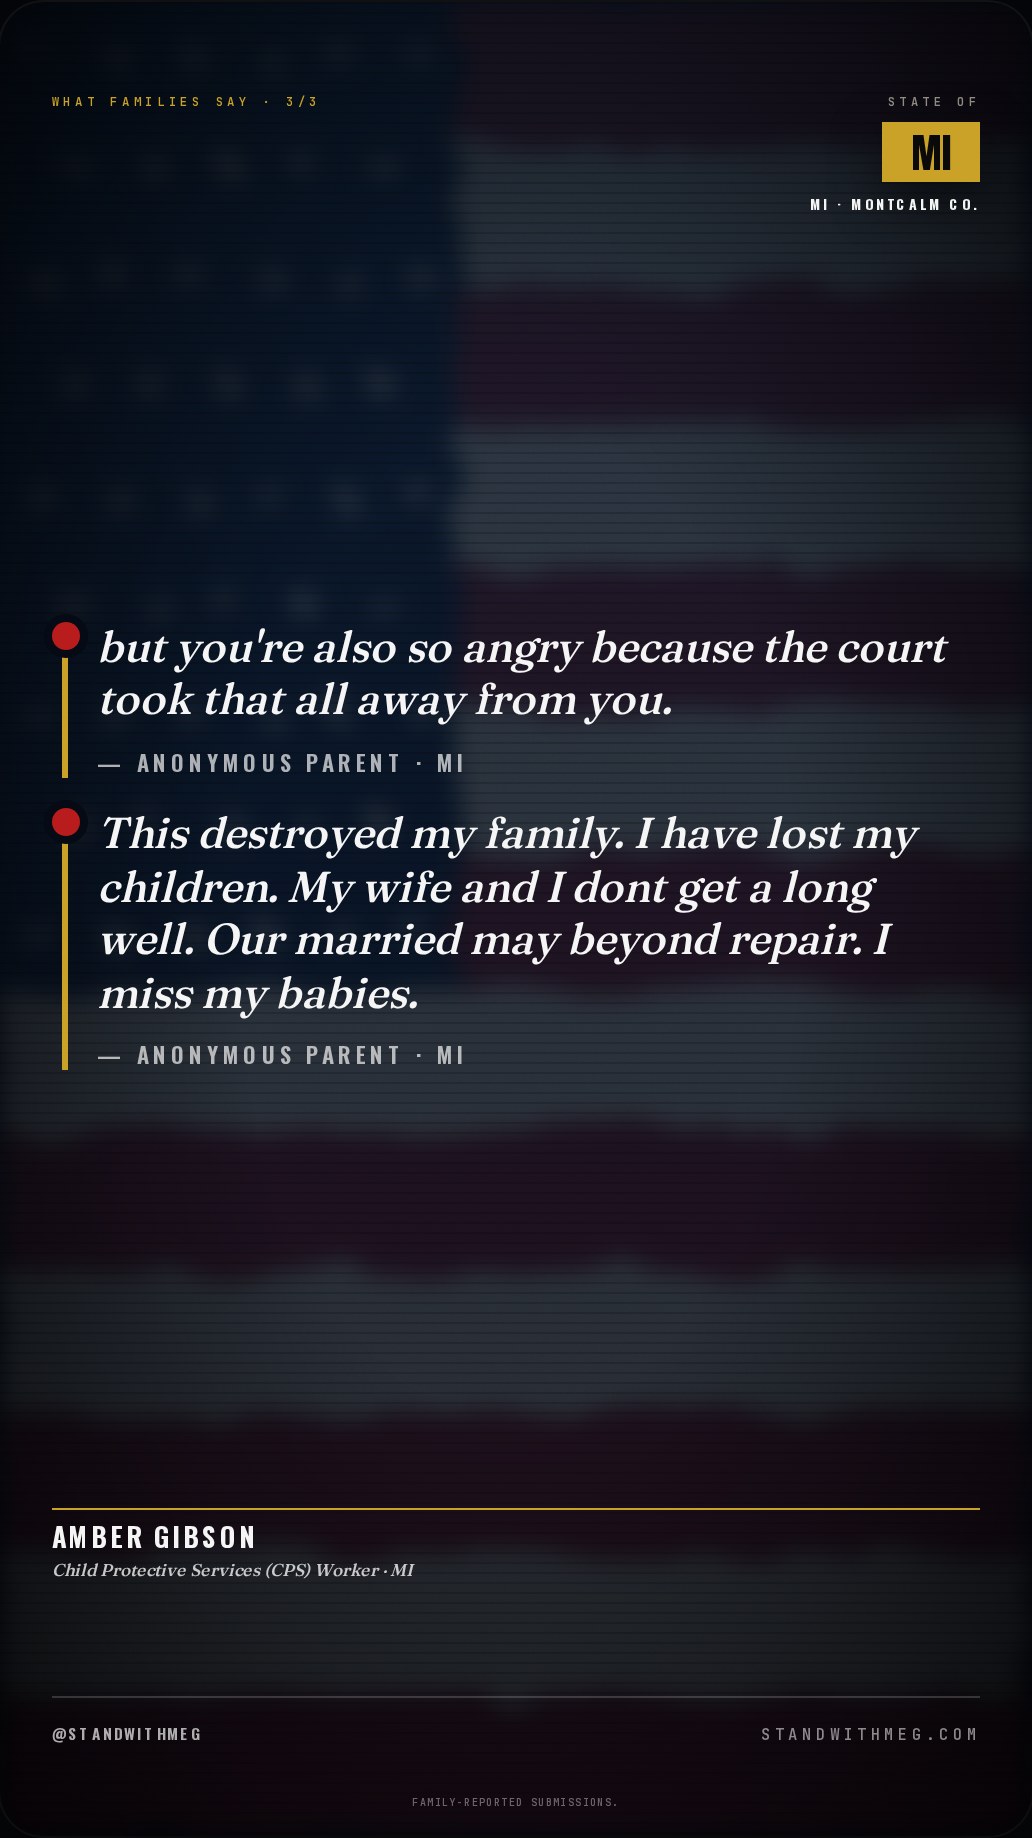 WHAT FAMILIES SAY · 3/3
STATE OF
MI
MI · MONTCALM CO.
but you're also so angry because the court
took that all away from you.
— ANONYMOUS PARENT · MI
This destroyed my family. I have lost my
children. My wife and I dont get a long
well. Our married may beyond repair. I
miss my babies.
— ANONYMOUS PARENT · MI
AMBER GIBSON
Child Protective Services (CPS) Worker · MI
@STANDWITHMEG
STANDWITHMEG.COM
FAMILY-REPORTED SUBMISSIONS.